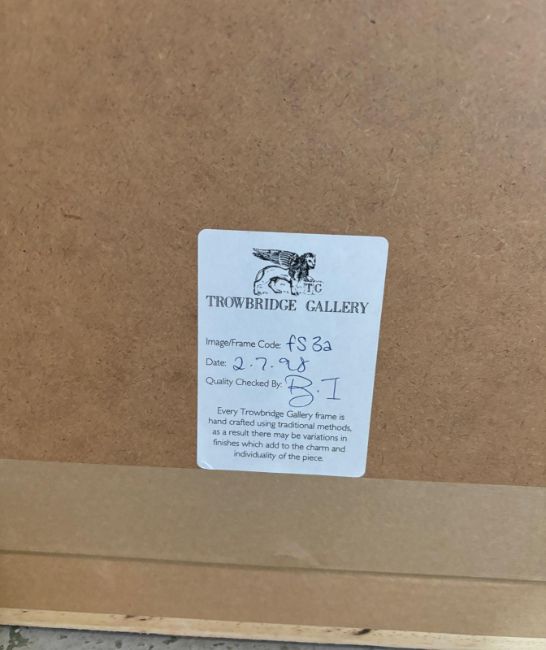 TG
TROWBRIDGE GALLERY
Image/Frame Code: fS 3a
Date: 2.7.98
Quality Checked By: B.I
Every Trowbridge Gallery frame is
hand crafted using traditional methods,
as a result there may be variations in
finishes which add to the charm and
individuality of the piece.